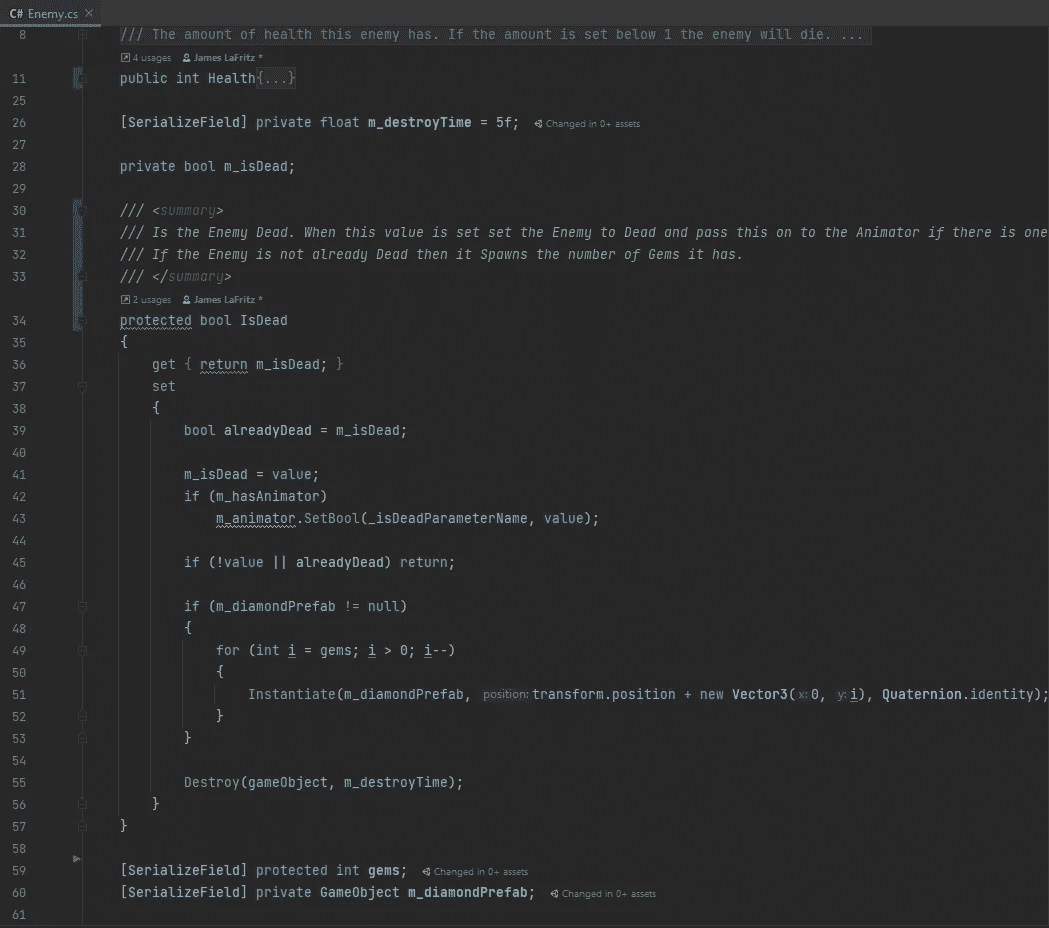 C# Enemy.cs ×
8 /// The amount of health this enemy has. If the amount is set below 1 the enemy will die. ...
4 usages James LaFritz *
11 public int Health{...}
25
26 [SerializeField] private float m_destroyTime = 5f; Changed in 0+ assets
27
28 private bool m_isDead;
29
30 /// <summary>
31 /// Is the Enemy Dead. When this value is set set the Enemy to Dead and pass this on to the Animator if there is one
32 /// If the Enemy is not already Dead then it Spawns the number of Gems it has.
33 /// </summary>
2 usages James LaFritz *
34 protected bool IsDead
35 {
36 get { return m_isDead; }
37 set
38 {
39 bool alreadyDead = m_isDead;
40
41 m_isDead = value;
42 if (m_hasAnimator)
43 m_animator.SetBool(_isDeadParameterName, value);
44
45 if (!value || alreadyDead) return;
46
47 if (m_diamondPrefab != null)
48 {
49 for (int i = gems; i > 0; i--)
50 {
51 Instantiate(m_diamondPrefab, position: transform.position + new Vector3(x: 0, y: i), Quaternion.identity);
52 }
53 }
54
55 Destroy(gameObject, m_destroyTime);
56 }
57 }
58
59 [SerializeField] protected int gems; Changed in 0+ assets
60 [SerializeField] private GameObject m_diamondPrefab; Changed in 0+ assets
61